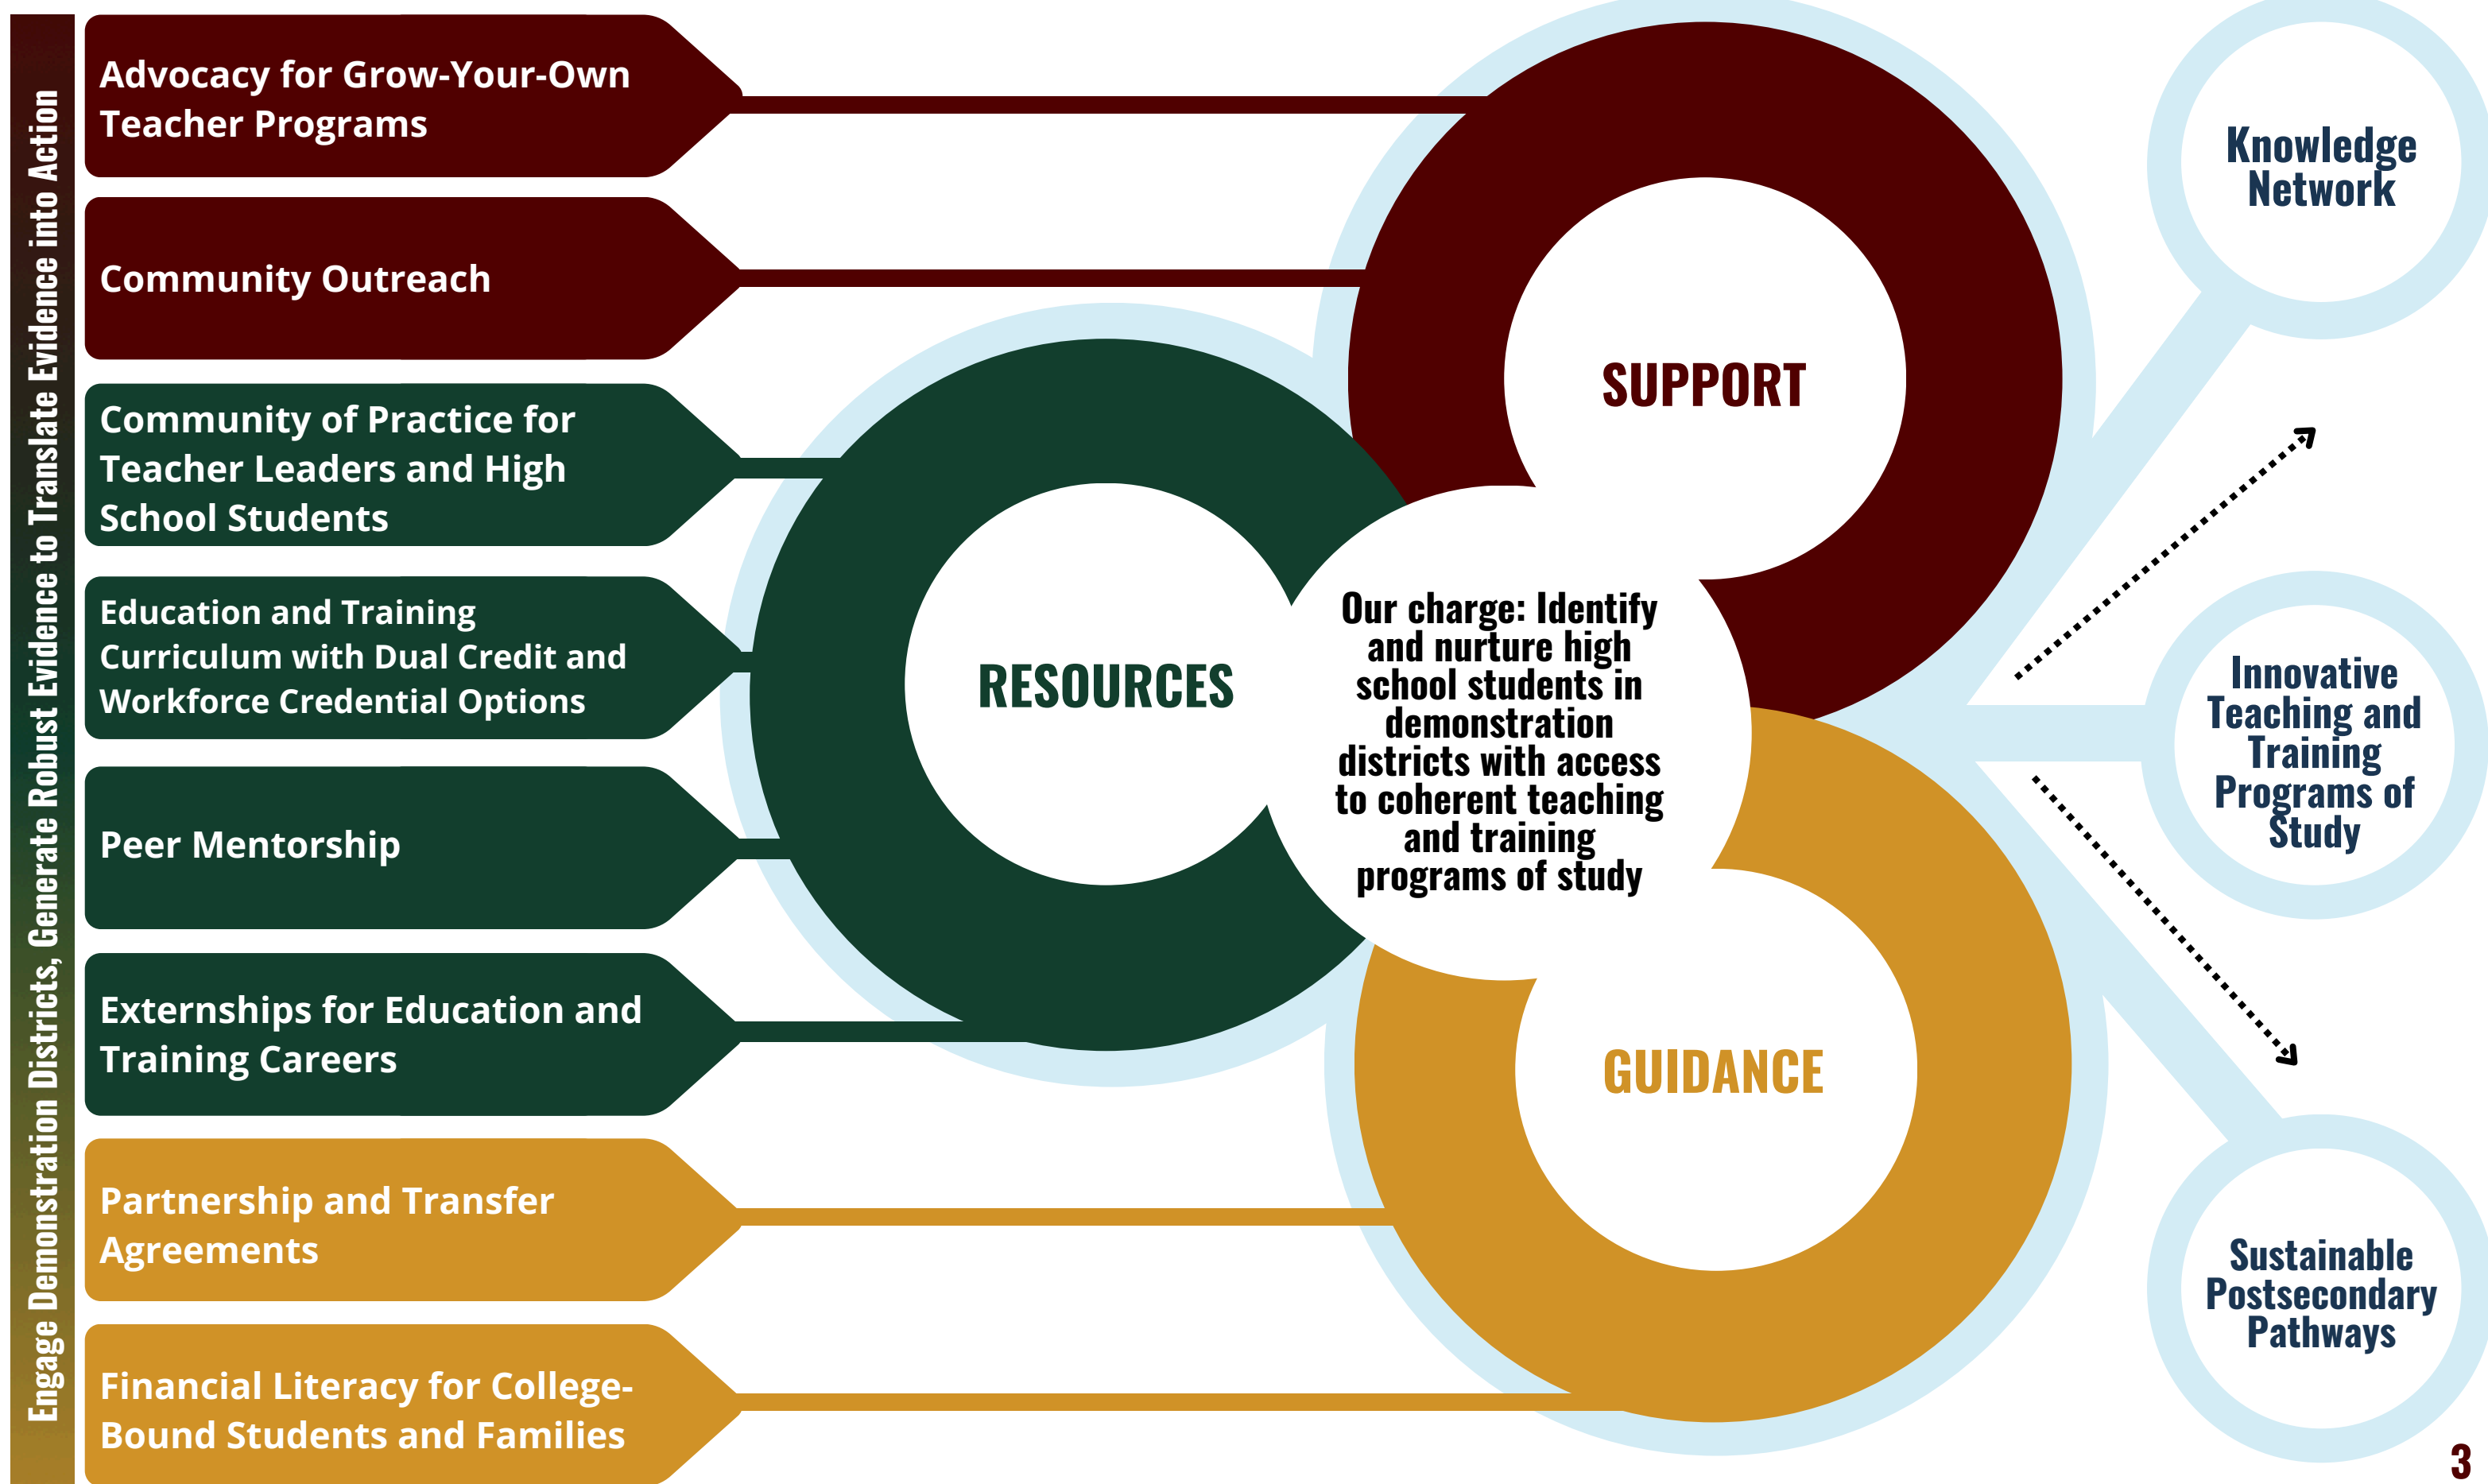 Engage Demonstration Districts, Generate Robust Evidence to Translate Evidence into Action
Advocacy for Grow-Your-Own
Teacher Programs
Community Outreach
Community of Practice for
Teacher Leaders and High
School Students
Education and Training
Curriculum with Dual Credit and
Workforce Credential Options
Peer Mentorship
Externships for Education and
Training Careers
Partnership and Transfer
Agreements
Financial Literacy for College-
Bound Students and Families
RESOURCES
SUPPORT
GUIDANCE
Our charge: Identify
and nurture high
school students in
demonstration
districts with access
to coherent teaching
and training
programs of study
Knowledge
Network
Innovative
Teaching and
Training
Programs of
Study
Sustainable
Postsecondary
Pathways
3